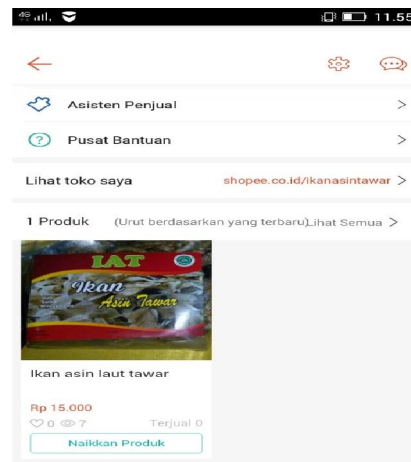 4G 11.55
Asisten Penjual >
? Pusat Bantuan >
Lihat toko saya shopee.co.id/ikanasintawar >
1 Produk (Urut berdasarkan yang terbaru)Lihat Semua >
IAT
Ikan
Asin Tawar
Ikan asin laut tawar
Rp 15.000
0 7 Terjual 0
Naikkan Produk